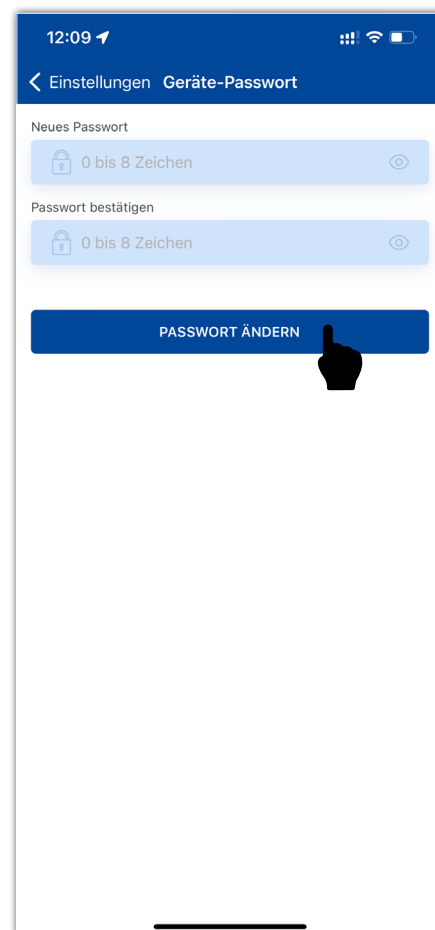 12:09
Einstellungen Geräte-Passwort
Neues Passwort
0 bis 8 Zeichen
Passwort bestätigen
0 bis 8 Zeichen
PASSWORT ÄNDERN